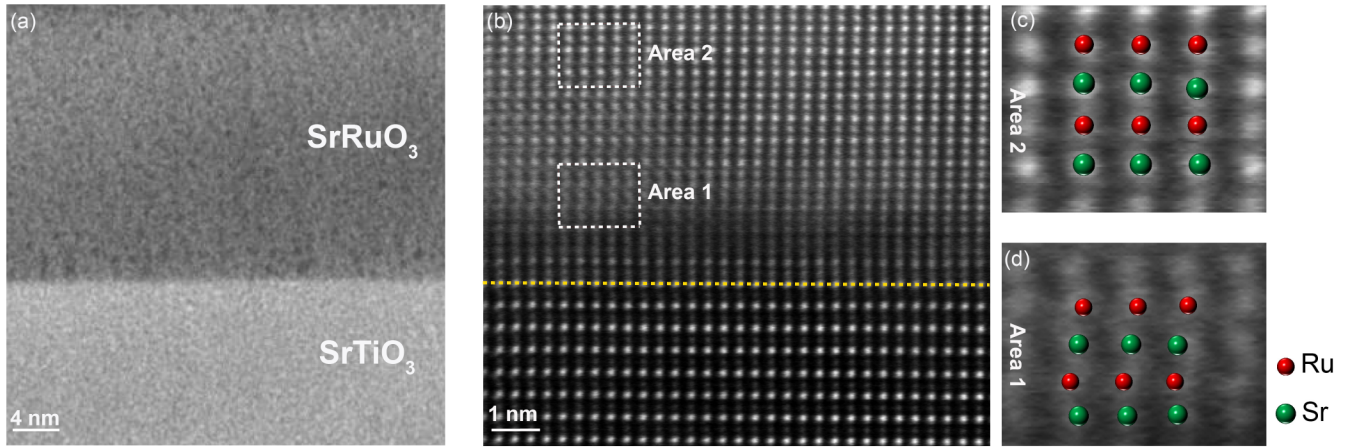 (a)
SrRuO₃
SrTiO₃
4 nm
(b)
Area 2
Area 1
1 nm
(c)
Area 2
(d)
Area 1
Ru
Sr